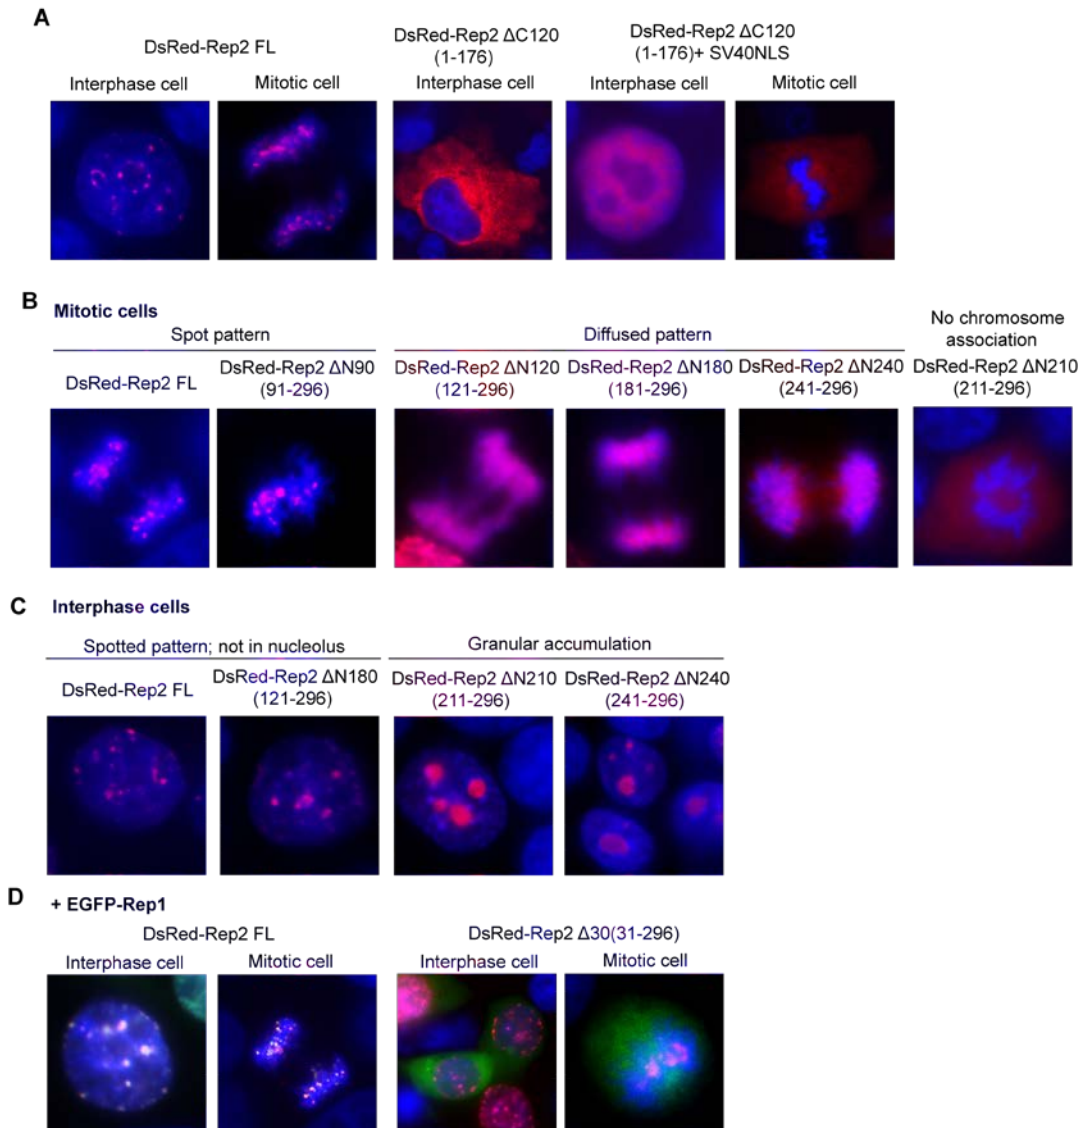 A
DsRed-Rep2 FL
DsRed-Rep2 ΔC120
(1-176)
DsRed-Rep2 ΔC120
(1-176)+ SV40NLS
Interphase cell
Mitotic cell
Interphase cell
Interphase cell
Mitotic cell
B
Mitotic cells
Spot pattern
Diffused pattern
No chromosome
association
DsRed-Rep2 FL
DsRed-Rep2 ΔN90
(91-296)
DsRed-Rep2 ΔN120
(121-296)
DsRed-Rep2 ΔN180
(181-296)
DsRed-Rep2 ΔN240
(241-296)
DsRed-Rep2 ΔN210
(211-296)
C
Interphase cells
Spotted pattern; not in nucleolus
Granular accumulation
DsRed-Rep2 FL
DsRed-Rep2 ΔN180
(121-296)
DsRed-Rep2 ΔN210
(211-296)
DsRed-Rep2 ΔN240
(241-296)
D
+ EGFP-Rep1
DsRed-Rep2 FL
DsRed-Rep2 Δ30(31-296)
Interphase cell
Mitotic cell
Interphase cell
Mitotic cell